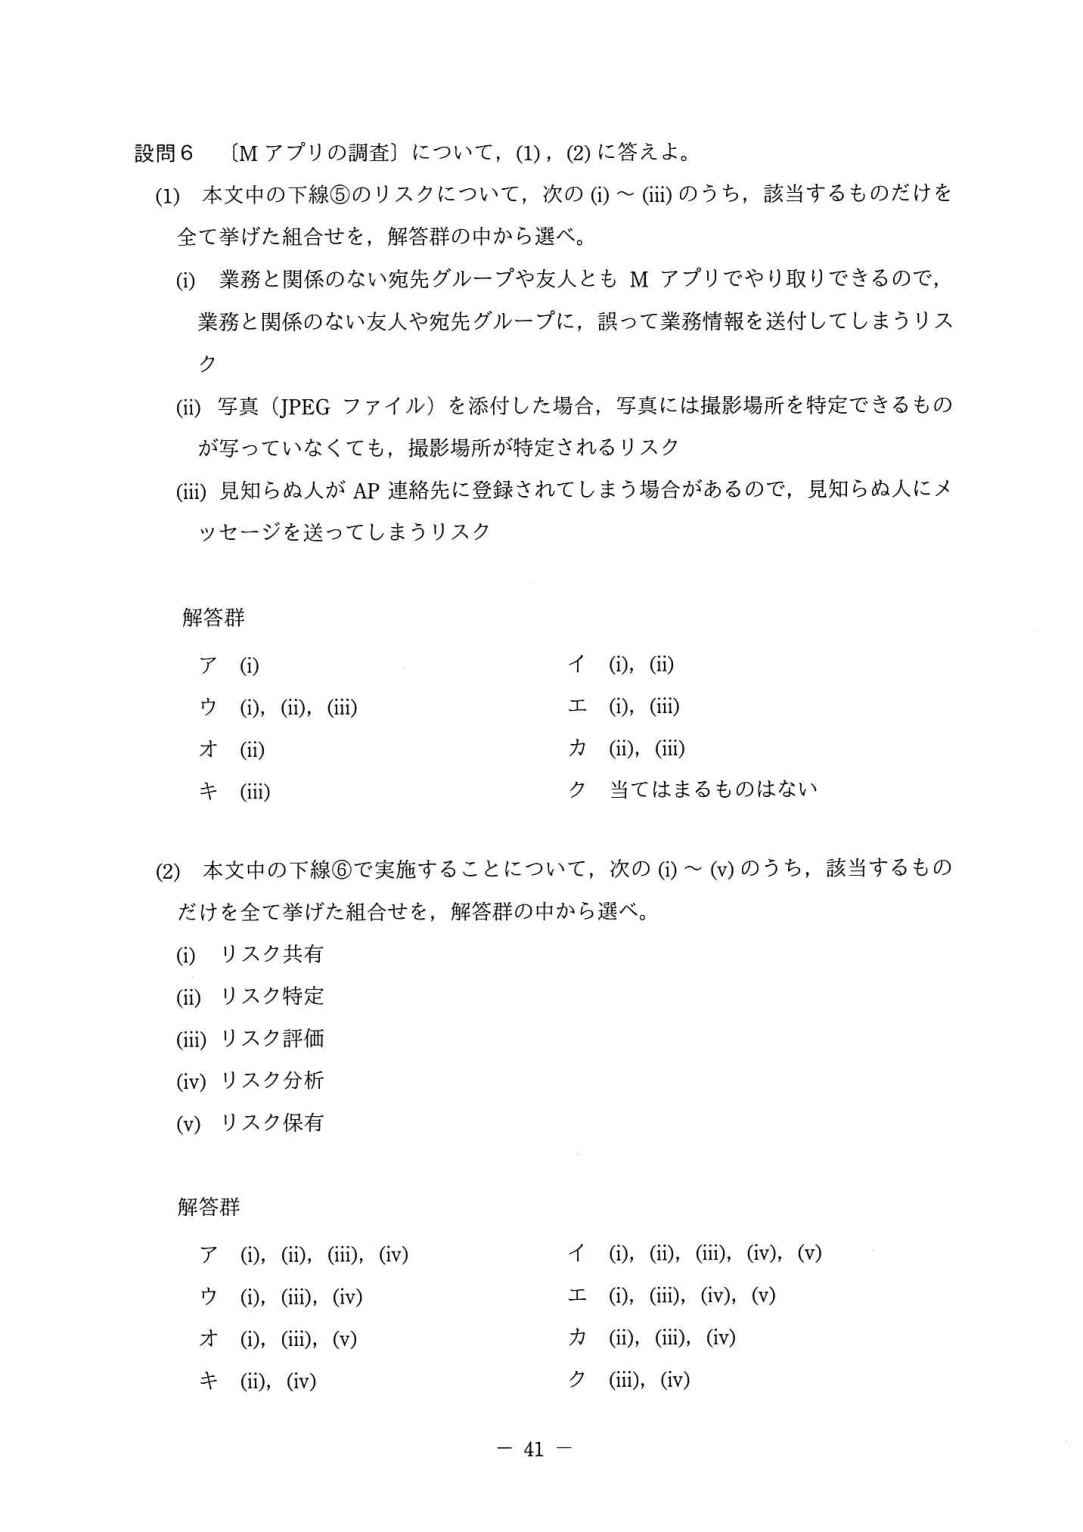 設問6 〔M アプリの調査〕について，(1)，(2) に答えよ。
(1) 本文中の下線⑤のリスクについて，次の (i) ～ (iii) のうち，該当するものだけを
全て挙げた組合せを，解答群の中から選べ。
(i) 業務と関係のない宛先グループや友人とも M アプリでやり取りできるので，
業務と関係のない友人や宛先グループに，誤って業務情報を送付してしまうリス
ク
(ii) 写真（JPEG ファイル）を添付した場合，写真には撮影場所を特定できるもの
が写っていなくても，撮影場所が特定されるリスク
(iii) 見知らぬ人が AP 連絡先に登録されてしまう場合があるので，見知らぬ人にメ
ッセージを送ってしまうリスク
解答群
ア (i) イ (i)，(ii)
ウ (i)，(ii)，(iii) エ (i)，(iii)
オ (ii) カ (ii)，(iii)
キ (iii) ク 当てはまるものはない
(2) 本文中の下線⑥で実施することについて，次の (i) ～ (v) のうち，該当するもの
だけを全て挙げた組合せを，解答群の中から選べ。
(i) リスク共有
(ii) リスク特定
(iii) リスク評価
(iv) リスク分析
(v) リスク保有
解答群
ア (i)，(ii)，(iii)，(iv) イ (i)，(ii)，(iii)，(iv)，(v)
ウ (i)，(iii)，(iv) エ (i)，(iii)，(iv)，(v)
オ (i)，(iii)，(v) カ (ii)，(iii)，(iv)
キ (ii)，(iv) ク (iii)，(iv)
－ 41 －